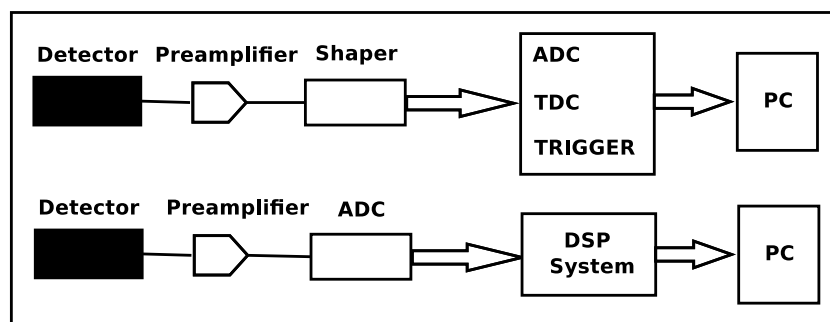 Detector Preamplifier Shaper
ADC
TDC
TRIGGER
PC
Detector Preamplifier ADC
DSP
System
PC